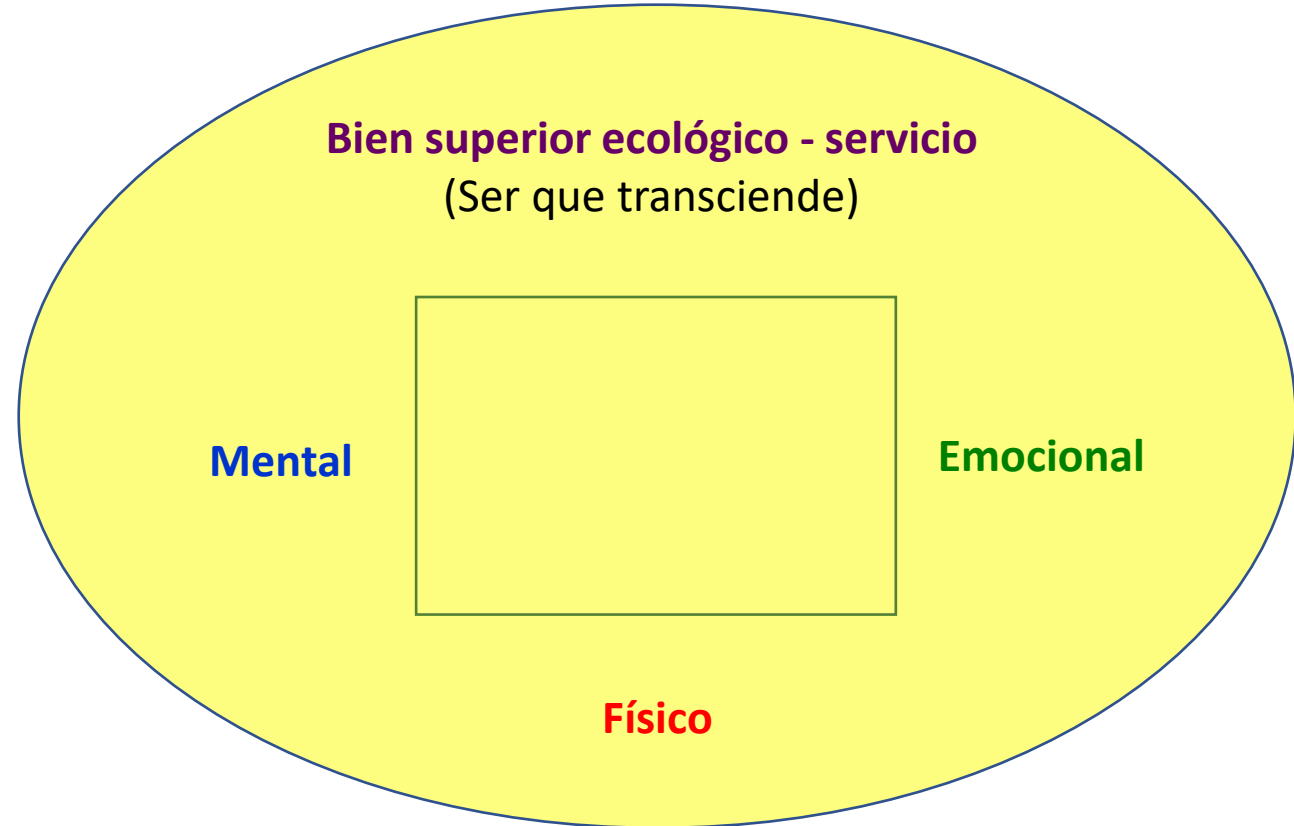 Bien superior ecológico - servicio
(Ser que transciende)
Mental
Emocional
Físico